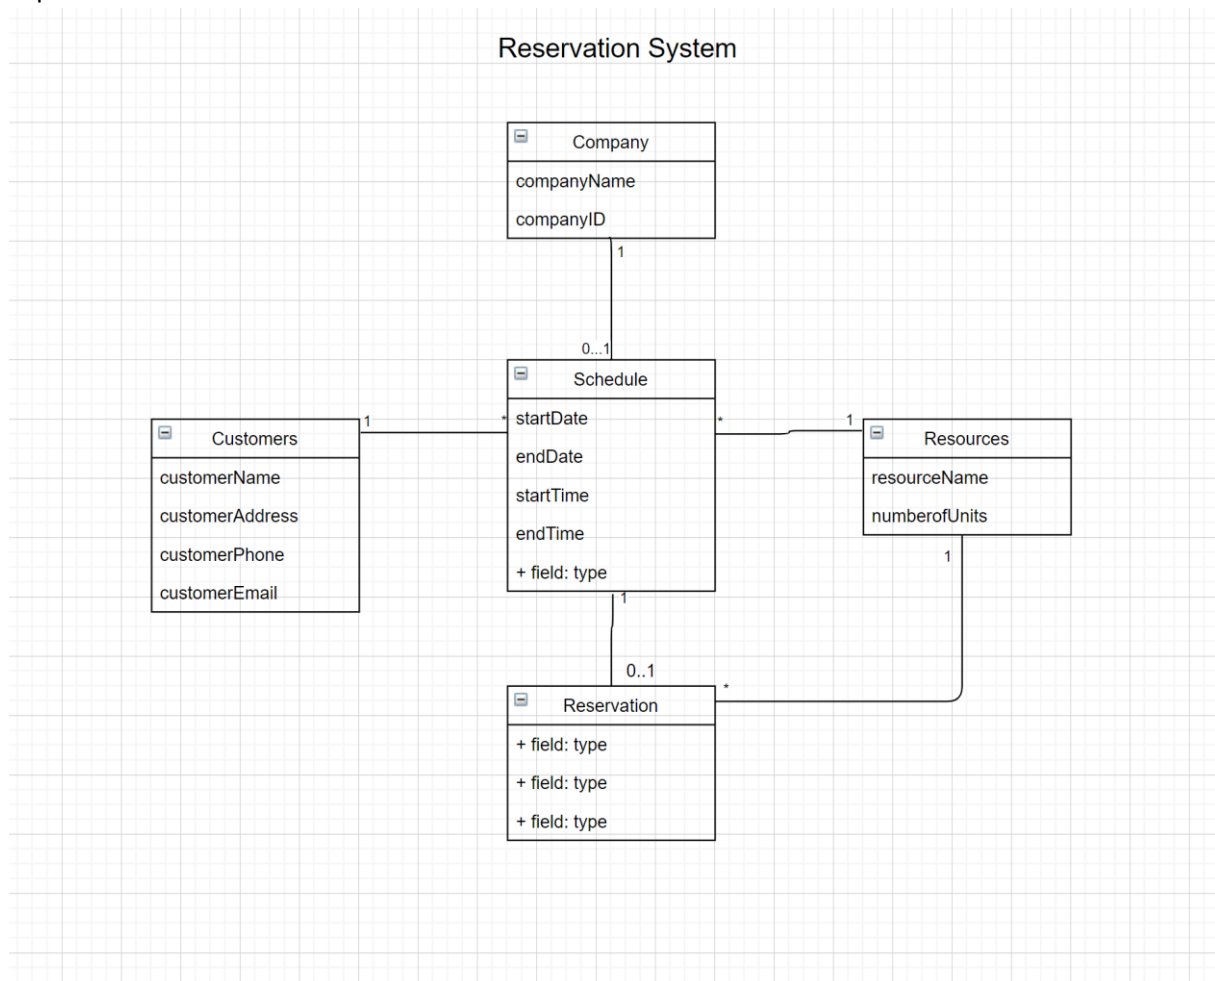 Reservation System
Company
companyName
companyID
1
0...1
Schedule
startDate
endDate
startTime
endTime
+ field: type
1
*
Customers
customerName
customerAddress
customerPhone
customerEmail
*
1
Resources
resourceName
numberofUnits
1
1
0..1
*
Reservation
+ field: type
+ field: type
+ field: type